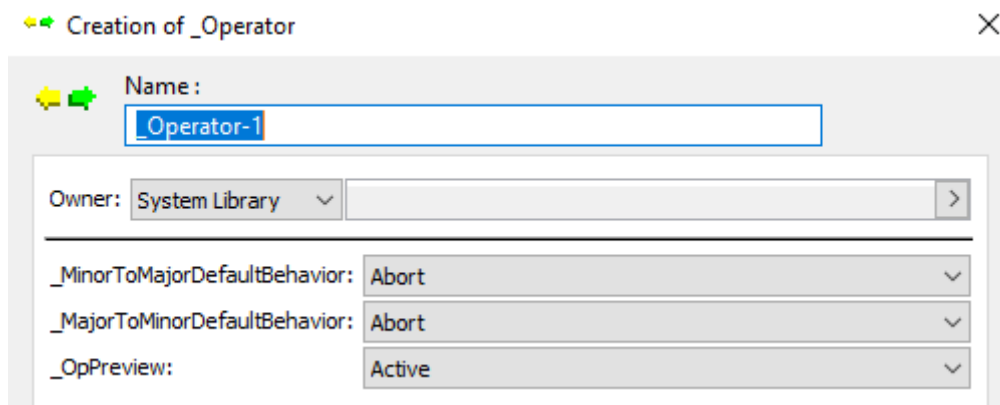 Creation of _Operator
Name :
_Operator-1
Owner: System Library
_MinorToMajorDefaultBehavior: Abort
_MajorToMinorDefaultBehavior: Abort
_OpPreview: Active